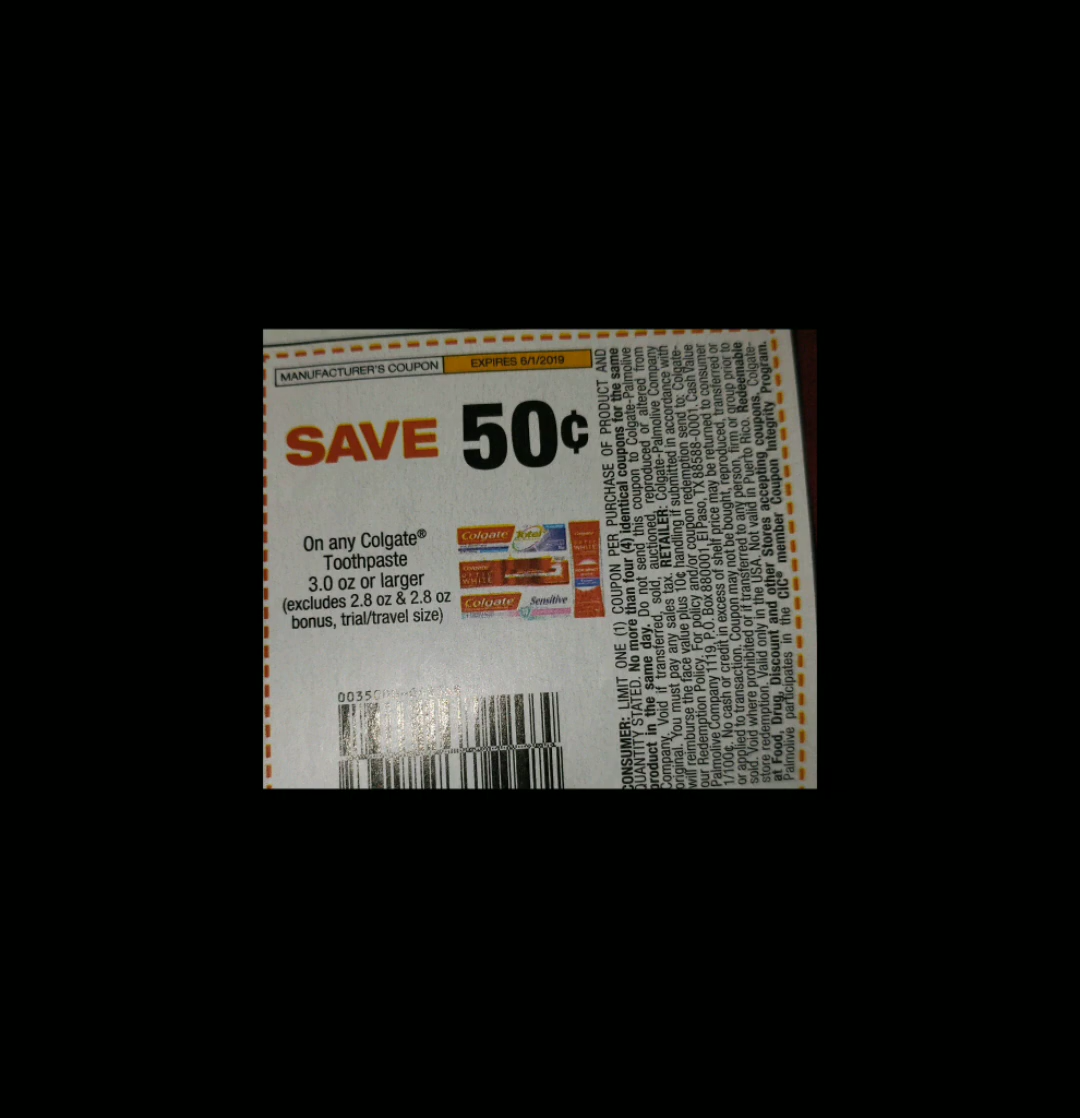 MANUFACTURER'S COUPON
EXPIRES 6/1/2019
SAVE 50¢
On any Colgate®
Toothpaste
3.0 oz or larger
(excludes 2.8 oz & 2.8 oz
bonus, trial/travel size)
Colgate Total
Colgate
OPTIC
WHITE
Colgate Sensitive
CONSUMER: LIMIT ONE (1) COUPON PER PURCHASE OF PRODUCT AND
QUANTITY STATED. No more than four (4) identical coupons for the same
product in the same day. Do not send this coupon to Colgate-Palmolive
Company. Void if transferred, sold, auctioned, reproduced or altered from
original. You must pay any sales tax. RETAILER: Colgate-Palmolive Company
will reimburse the face value plus 10¢ handling if submitted in accordance with
our Redemption Policy. For policy and/or coupon redemption send to: Colgate-
Palmolive Company 1119, P.O. Box 880001, El Paso, TX 88588-0001. Cash Value
1/100¢. No cash or credit in excess of shelf price may be returned to consumer
or applied to transaction. Coupon may not be bought, reproduced, transferred or
sold. Void where prohibited or if transferred to any person, firm or group prior to
store redemption. Valid only in the USA. Not valid in Puerto Rico. Redeemable
at Food, Drug, Discount and other Stores accepting coupons. Colgate-
Palmolive participates in the CIC® member Coupon Integrity Program.